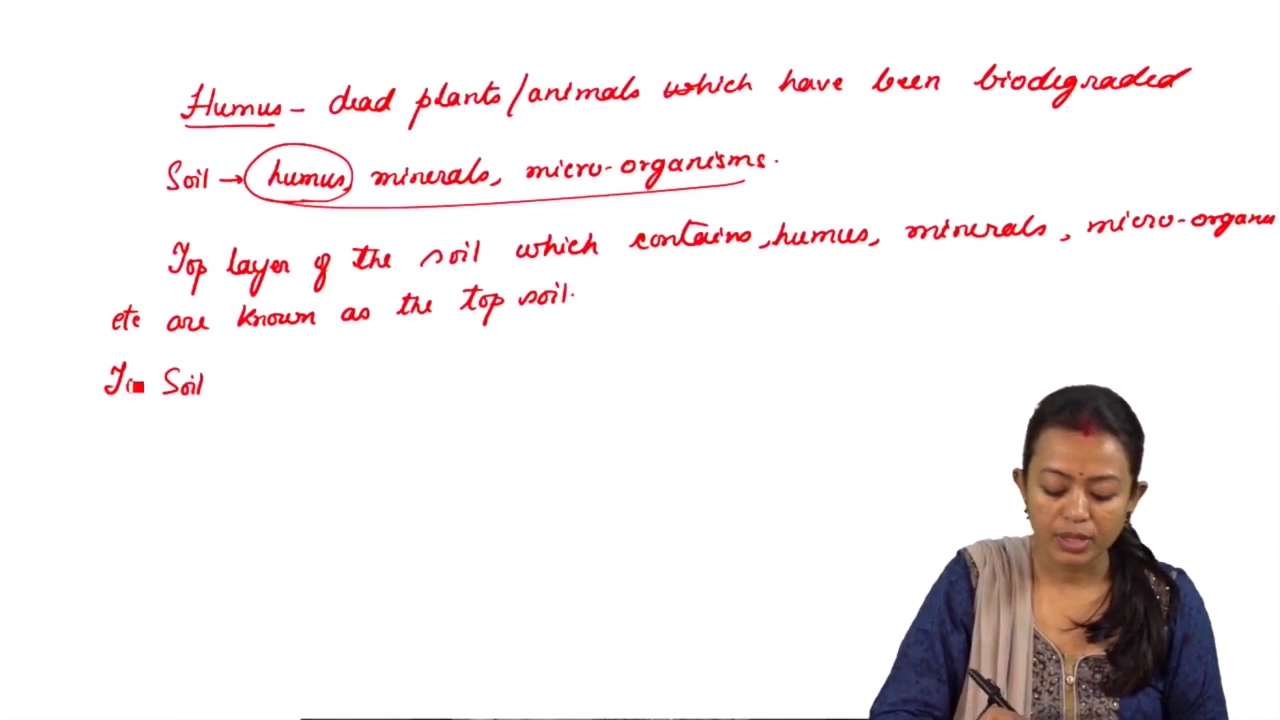 Humus – dead plants/animals which have been biodegraded
Soil → humus, minerals, micro-organisms.
Top layer of the soil which contains, humus, minerals, micro-organ
etc are known as the top soil.
Soil